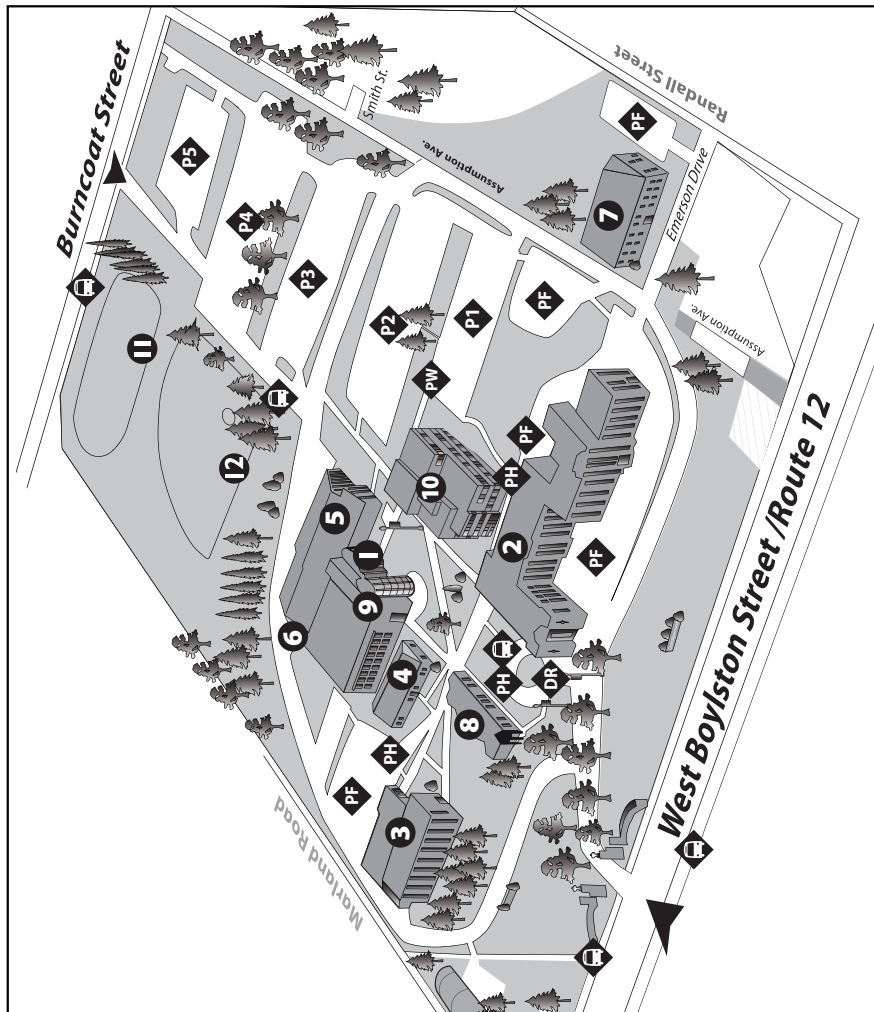 Burncoat Street
Randall Street
Smith St.
Assumption Ave.
P5
PF
P4
7
Emerson Drive
P3
11
PF
P2
P1
Assumption Ave.
PW
12
PF
10
PH
5
2
1
PF
9
6
4
PH
DR
8
PH
PF
3
Marland Road
West Boylston Street /Route 12